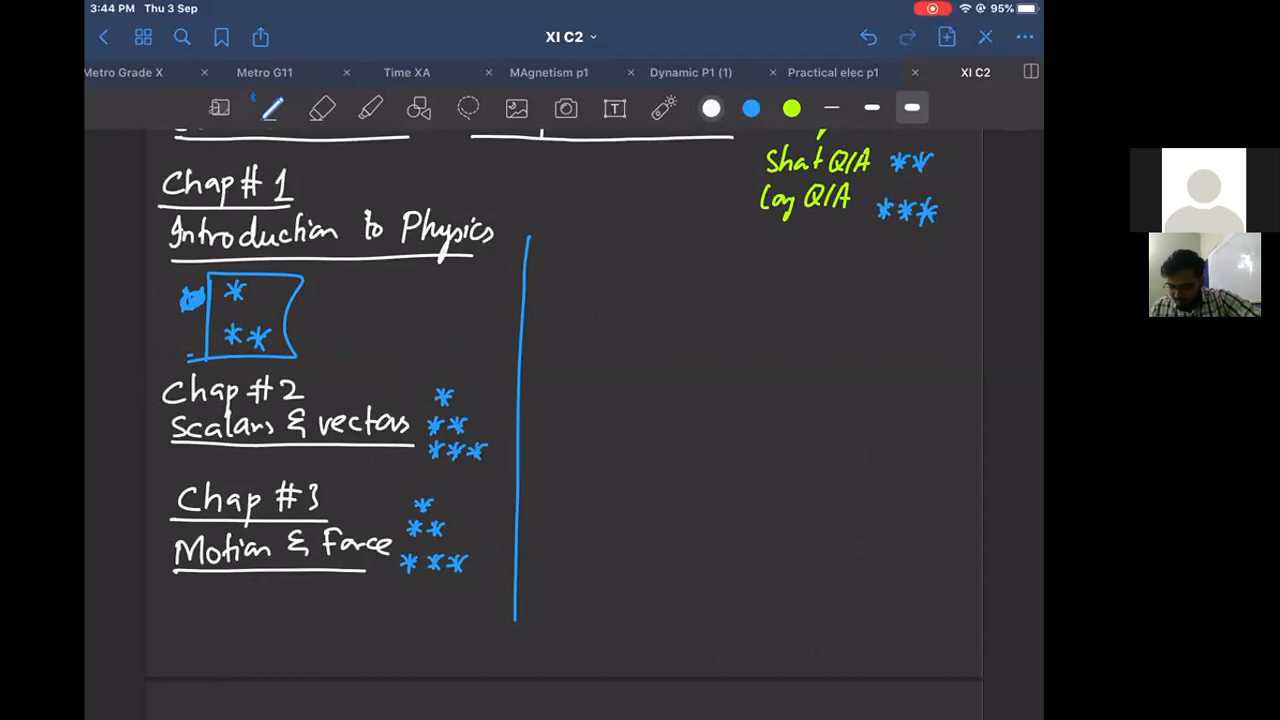 3:44 PM Thu 3 Sep
95%
XI C2
Metro Grade X
Metro G11
Time XA
MAgnetism p1
Dynamic P1 (1)
Practical elec p1
XI C2
T
Shat Q/A **
Log Q/A ***
Chap # 1
Introduction to Physics
*
**
Chap # 2 *
Scalars & vectors **
***
Chap # 3 *
**
Motion & Force
***